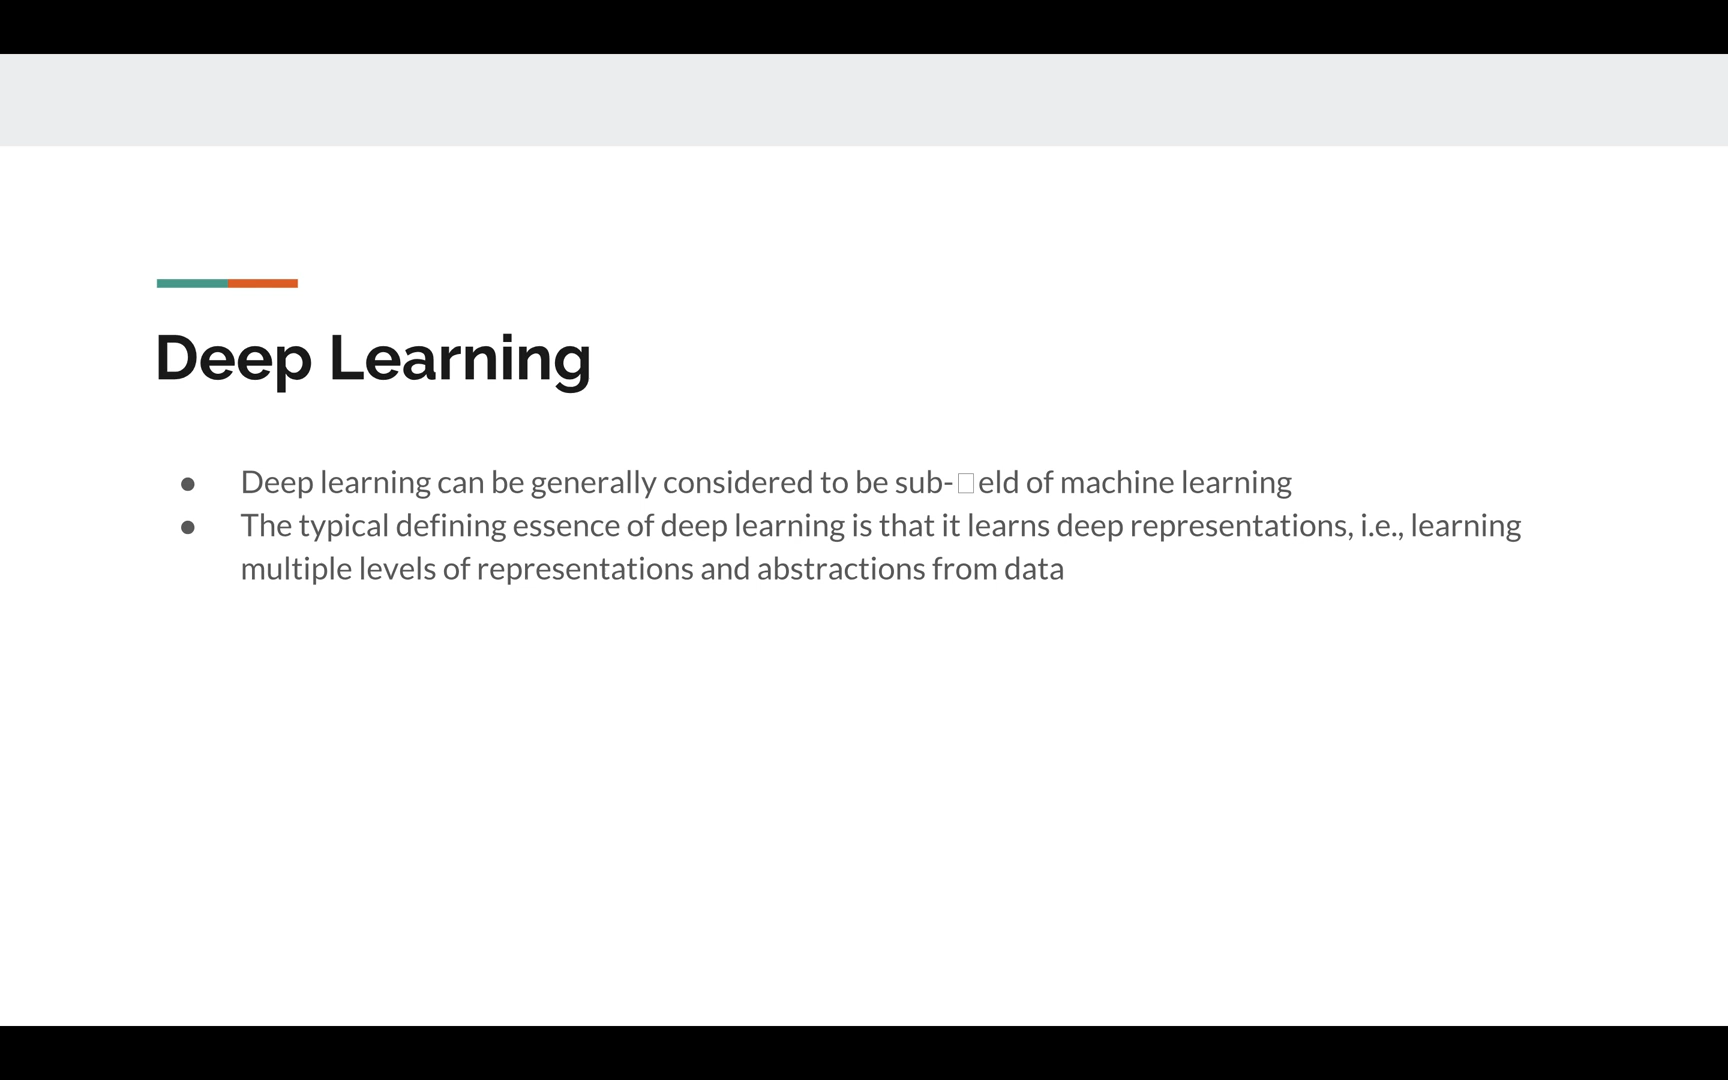 Deep Learning
● Deep learning can be generally considered to be sub-□eld of machine learning
● The typical defining essence of deep learning is that it learns deep representations, i.e., learning
multiple levels of representations and abstractions from data